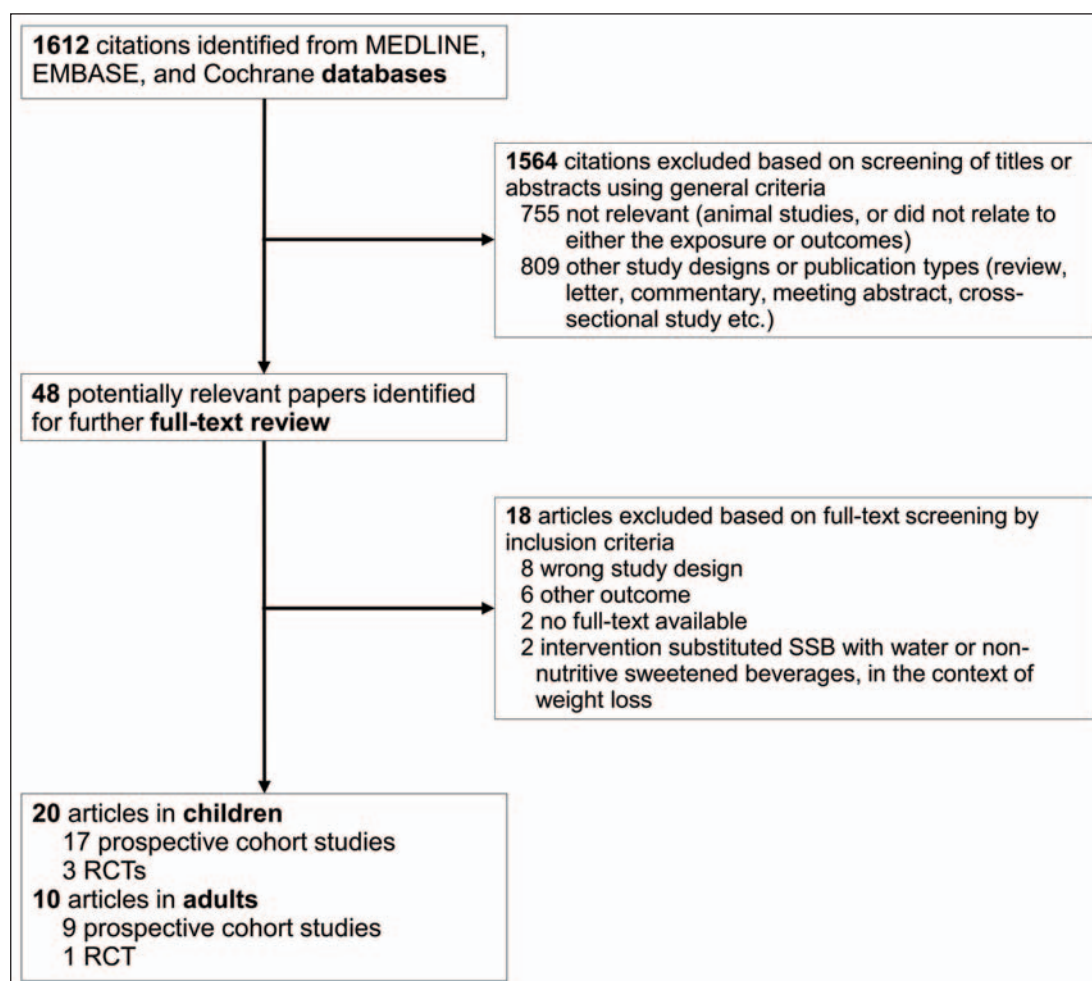 1612 citations identified from MEDLINE,
EMBASE, and Cochrane databases
1564 citations excluded based on screening of titles or
abstracts using general criteria
755 not relevant (animal studies, or did not relate to
either the exposure or outcomes)
809 other study designs or publication types (review,
letter, commentary, meeting abstract, cross-
sectional study etc.)
48 potentially relevant papers identified
for further full-text review
18 articles excluded based on full-text screening by
inclusion criteria
8 wrong study design
6 other outcome
2 no full-text available
2 intervention substituted SSB with water or non-
nutritive sweetened beverages, in the context of
weight loss
20 articles in children
17 prospective cohort studies
3 RCTs
10 articles in adults
9 prospective cohort studies
1 RCT